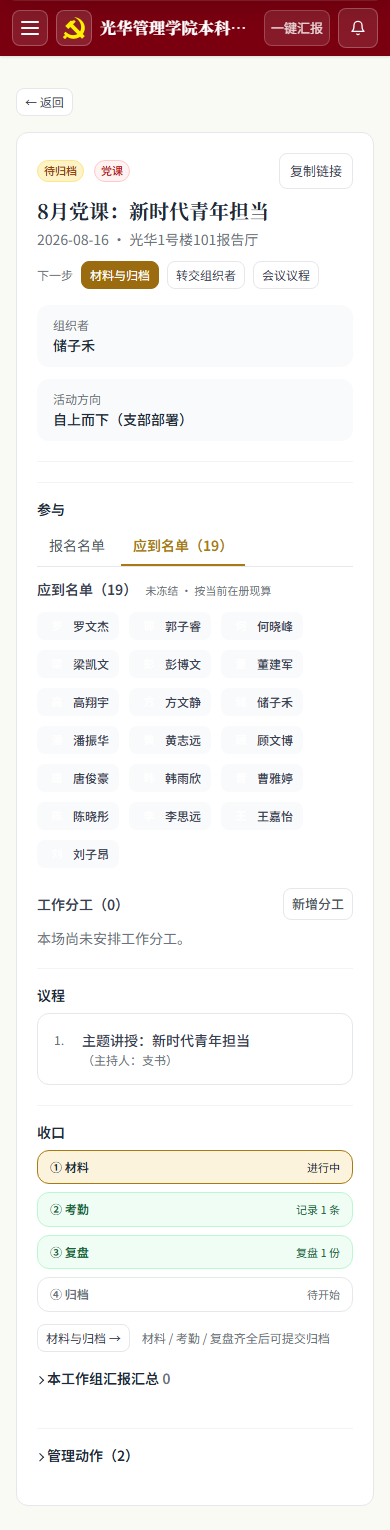 光华管理学院本科…
一键汇报
← 返回
待归档 党课 复制链接
8月党课：新时代青年担当
2026-08-16 · 光华1号楼101报告厅
下一步 材料与归档 转交组织者 会议议程
组织者
储子禾
活动方向
自上而下（支部部署）
参与
报名名单 应到名单（19）
应到名单（19） 未冻结 · 按当前在册现算
罗文杰 郭子睿 何晓峰
梁凯文 彭博文 董建军
高翔宇 方文静 储子禾
潘振华 黄志远 顾文博
唐俊豪 韩雨欣 曹雅婷
陈晓彤 李思远 王嘉怡
刘子昂
工作分工（0） 新增分工
本场尚未安排工作分工。
议程
1. 主题讲授：新时代青年担当
（主持人：支书）
收口
① 材料 进行中
② 考勤 记录 1 条
③ 复盘 复盘 1 份
④ 归档 待开始
材料与归档 → 材料 / 考勤 / 复盘齐全后可提交归档
本工作组汇报汇总 0
管理动作（2）